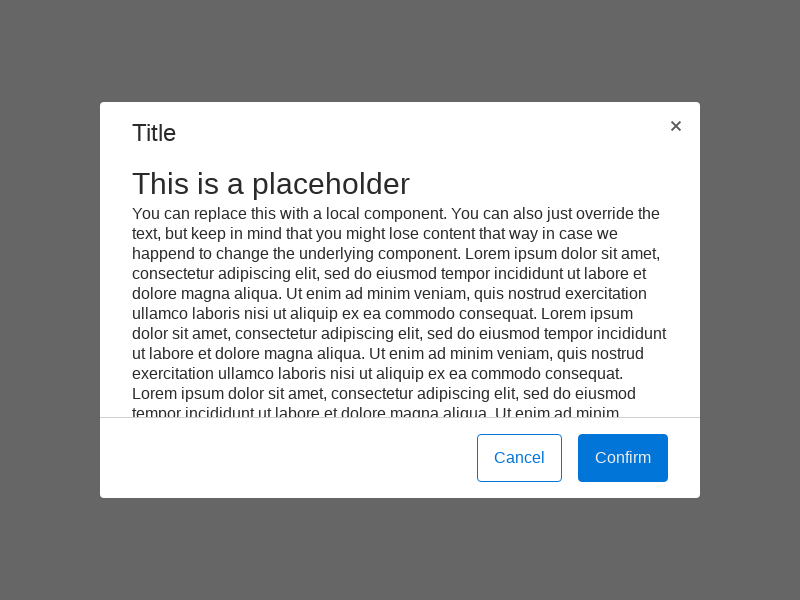 Title
×
This is a placeholder
You can replace this with a local component. You can also just override the
text, but keep in mind that you might lose content that way in case we
happend to change the underlying component. Lorem ipsum dolor sit amet,
consectetur adipiscing elit, sed do eiusmod tempor incididunt ut labore et
dolore magna aliqua. Ut enim ad minim veniam, quis nostrud exercitation
ullamco laboris nisi ut aliquip ex ea commodo consequat. Lorem ipsum
dolor sit amet, consectetur adipiscing elit, sed do eiusmod tempor incididunt
ut labore et dolore magna aliqua. Ut enim ad minim veniam, quis nostrud
exercitation ullamco laboris nisi ut aliquip ex ea commodo consequat.
Lorem ipsum dolor sit amet, consectetur adipiscing elit, sed do eiusmod
tempor incididunt ut labore et dolore magna aliqua. Ut enim ad minim
Cancel
Confirm